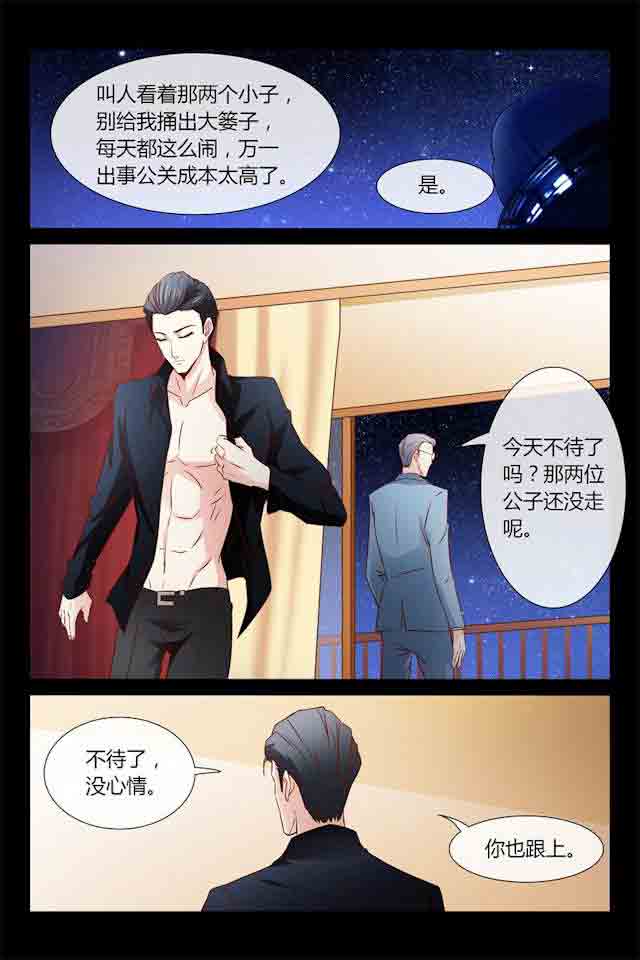 叫人看着那两个小子，
别给我捅出大篓子，
每天都这么闹，万一
出事公关成本太高了。
是。
今天不待了
吗？那两位
公子还没走
呢。
不待了，
没心情。
你也跟上。